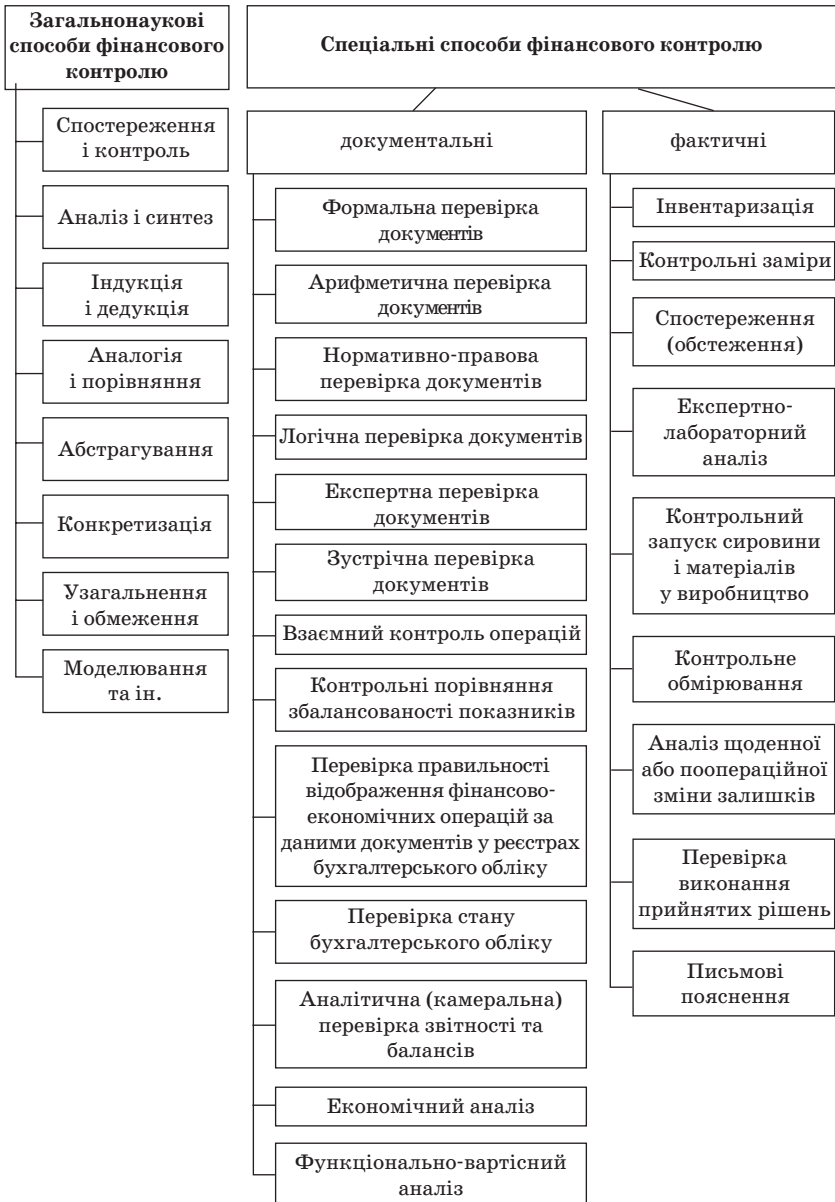 Загальнонаукові
способи фінансового
контролю
Спостереження
і контроль
Аналіз і синтез
Індукція
і дедукція
Аналогія
і порівняння
Абстрагування
Конкретизація
Узагальнення
і обмеження
Моделювання
та ін.
Спеціальні способи фінансового контролю
документальні
Формальна перевірка
документів
Арифметична перевірка
документів
Нормативно-правова
перевірка документів
Логічна перевірка документів
Експертна перевірка
документів
Зустрічна перевірка
документів
Взаємний контроль операцій
Контрольні порівняння
збалансованості показників
Перевірка правильності
відображення фінансово-
економічних операцій за
даними документів у реєстрах
бухгалтерського обліку
Перевірка стану
бухгалтерського обліку
Аналітична (камеральна)
перевірка звітності та
балансів
Економічний аналіз
Функціонально-вартісний
аналіз
фактичні
Інвентаризація
Контрольні заміри
Спостереження
(обстеження)
Експертно-
лабораторний
аналіз
Контрольний
запуск сировини
і матеріалів
у виробництво
Контрольне
обмірювання
Аналіз щоденної
або поопераційної
зміни залишків
Перевірка
виконання
прийнятих рішень
Письмові
пояснення